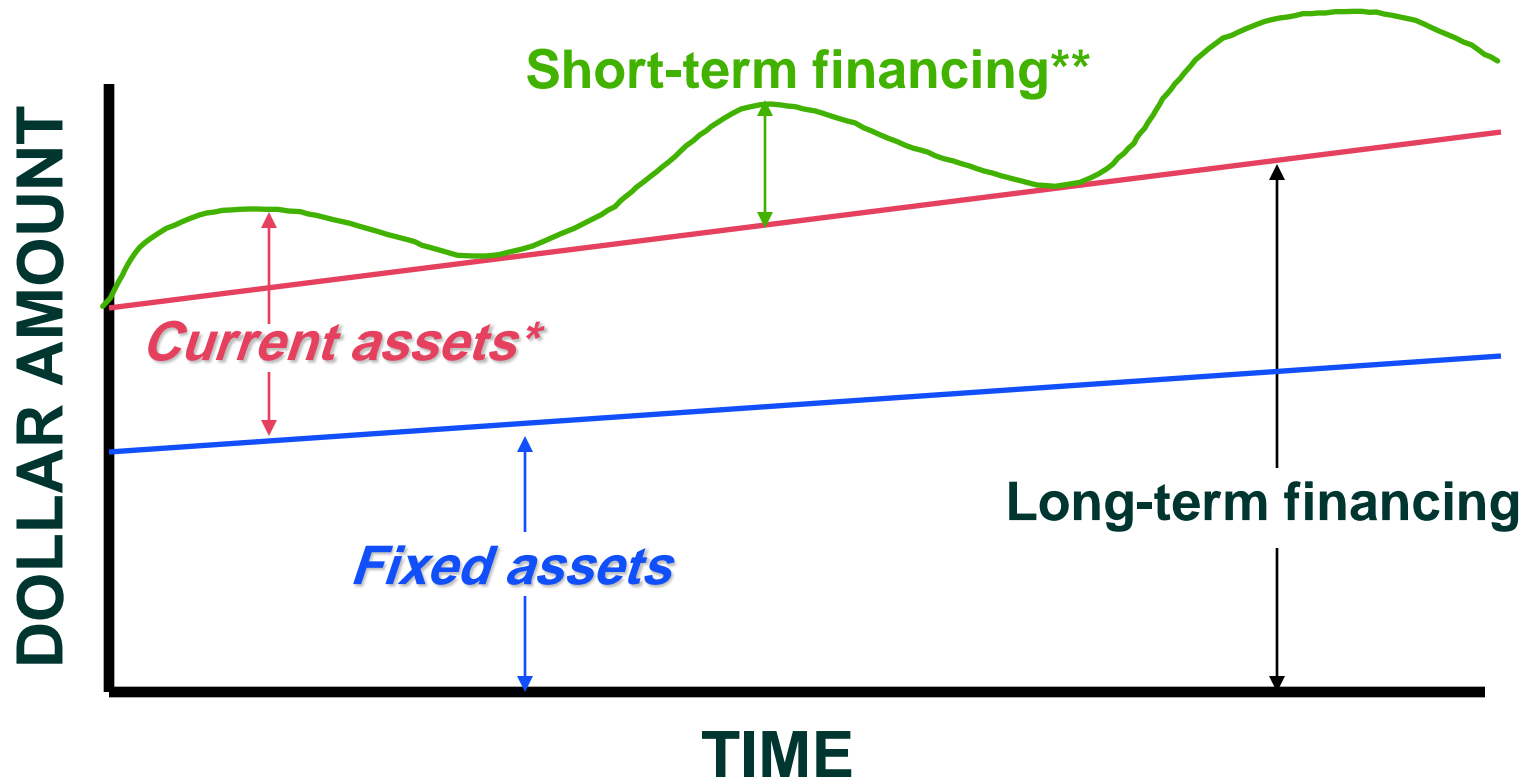 Short-term financing**
DOLLAR AMOUNT
Current assets*
Long-term financing
Fixed assets
TIME